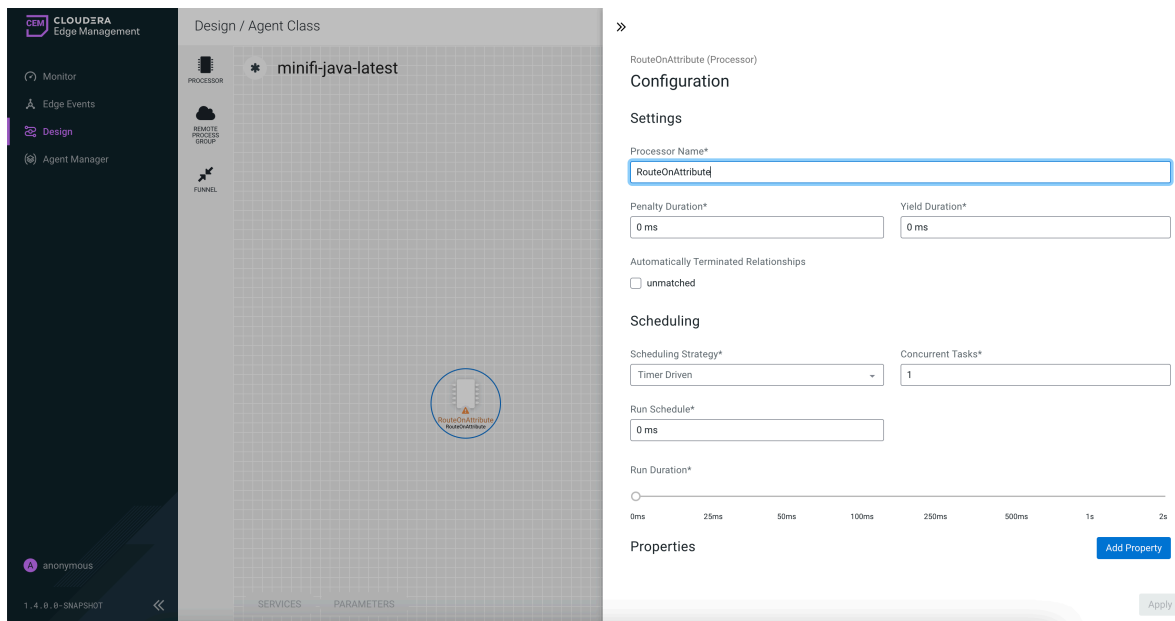 CEM CLOUDERA
Edge Management
Monitor
Edge Events
Design
Agent Manager
A anonymous
1.4.0.0-SNAPSHOT
Design / Agent Class
PROCESSOR
REMOTE
PROCESS
GROUP
FUNNEL
minifi-java-latest
RouteOnAttribute
RouteOnAttribute
SERVICES PARAMETERS
RouteOnAttribute (Processor)
Configuration
Settings
Processor Name*
RouteOnAttribute
Penalty Duration* Yield Duration*
0 ms 0 ms
Automatically Terminated Relationships
unmatched
Scheduling
Scheduling Strategy* Concurrent Tasks*
Timer Driven 1
Run Schedule*
0 ms
Run Duration*
0ms 25ms 50ms 100ms 250ms 500ms 1s 2s
Properties Add Property
Apply